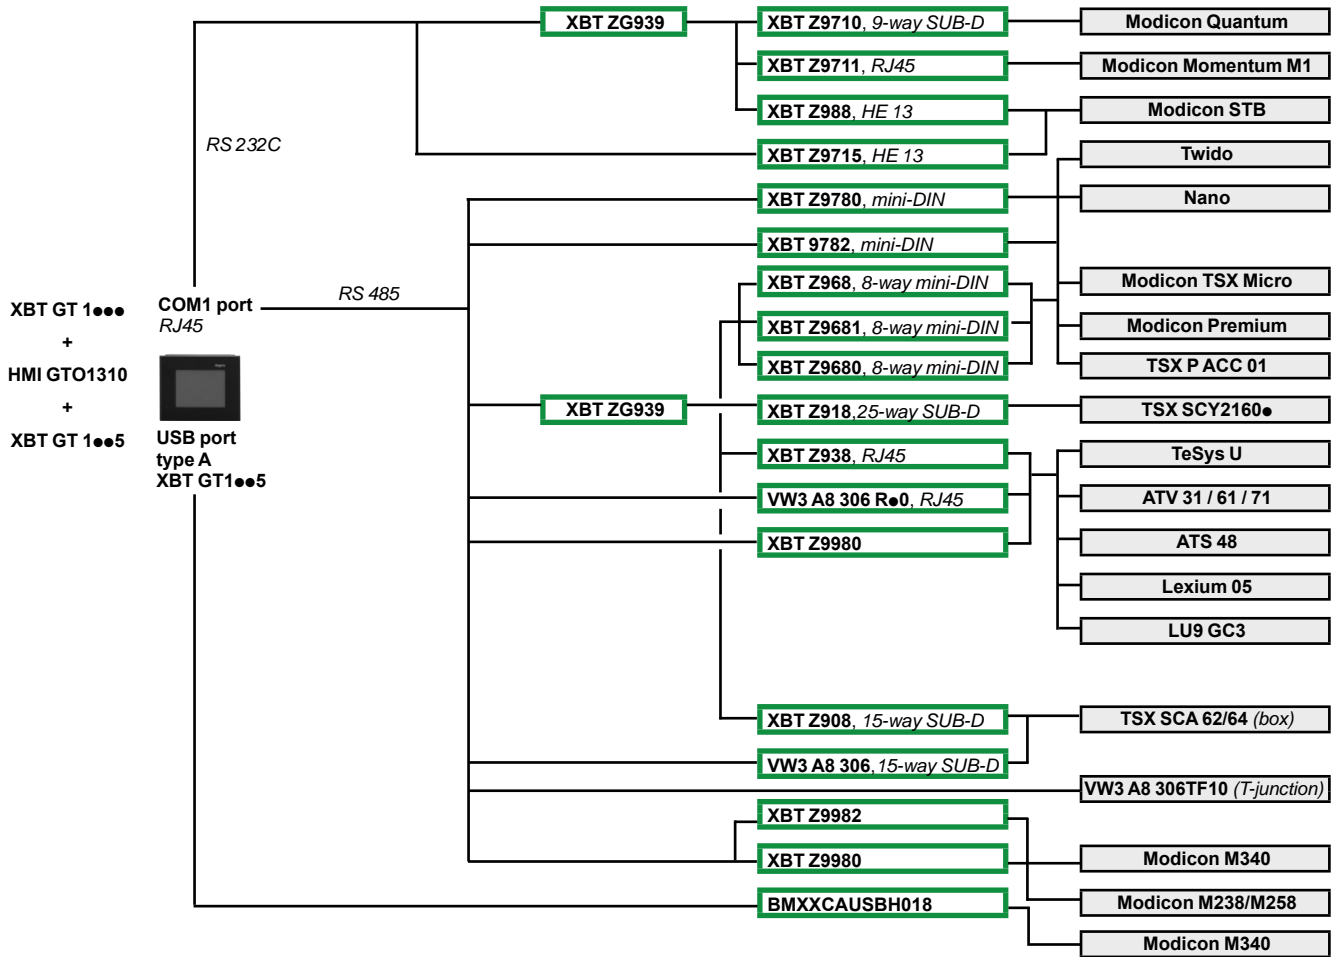 XBT ZG939
XBT Z9710, 9-way SUB-D
Modicon Quantum
XBT Z9711, RJ45
Modicon Momentum M1
XBT Z988, HE 13
Modicon STB
RS 232C
XBT Z9715, HE 13
Twido
XBT Z9780, mini-DIN
Nano
XBT 9782, mini-DIN
XBT Z968, 8-way mini-DIN
Modicon TSX Micro
XBT GT 1●●●
COM1 port
RJ45
RS 485
XBT Z9681, 8-way mini-DIN
Modicon Premium
+
XBT Z9680, 8-way mini-DIN
TSX P ACC 01
HMI GTO1310
+
XBT ZG939
XBT Z918,25-way SUB-D
TSX SCY2160●
XBT GT 1●●5
USB port
type A
XBT GT1●●5
XBT Z938, RJ45
TeSys U
VW3 A8 306 R●0, RJ45
ATV 31 / 61 / 71
XBT Z9980
ATS 48
Lexium 05
LU9 GC3
XBT Z908, 15-way SUB-D
TSX SCA 62/64 (box)
VW3 A8 306,15-way SUB-D
VW3 A8 306TF10 (T-junction)
XBT Z9982
XBT Z9980
Modicon M340
BMXXCAUSBH018
Modicon M238/M258
Modicon M340